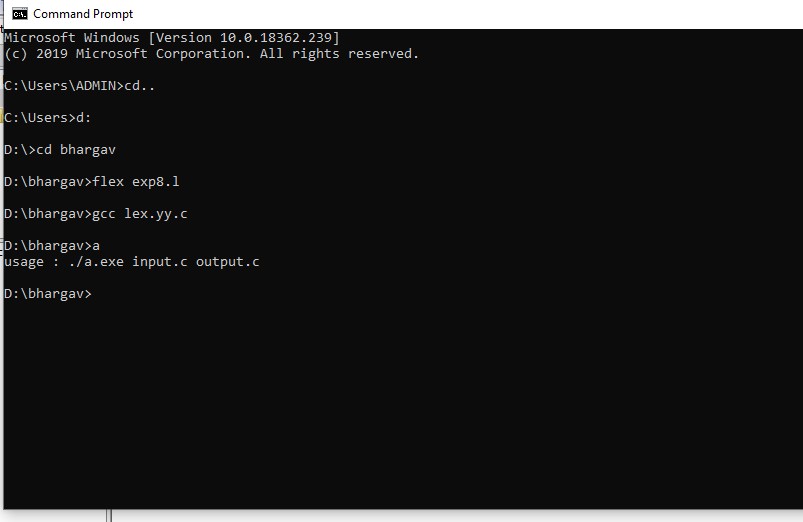 Command Prompt
Microsoft Windows [Version 10.0.18362.239]
(c) 2019 Microsoft Corporation. All rights reserved.
C:\Users\ADMIN>cd..
C:\Users>d:
D:\>cd bhargav
D:\bhargav>flex exp8.l
D:\bhargav>gcc lex.yy.c
D:\bhargav>a
usage : ./a.exe input.c output.c
D:\bhargav>